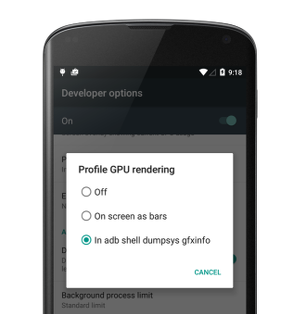 9:18
Developer options
On
Profile GPU rendering
Off
On screen as bars
In adb shell dumpsys gfxinfo
CANCEL
Background process limit
Standard limit